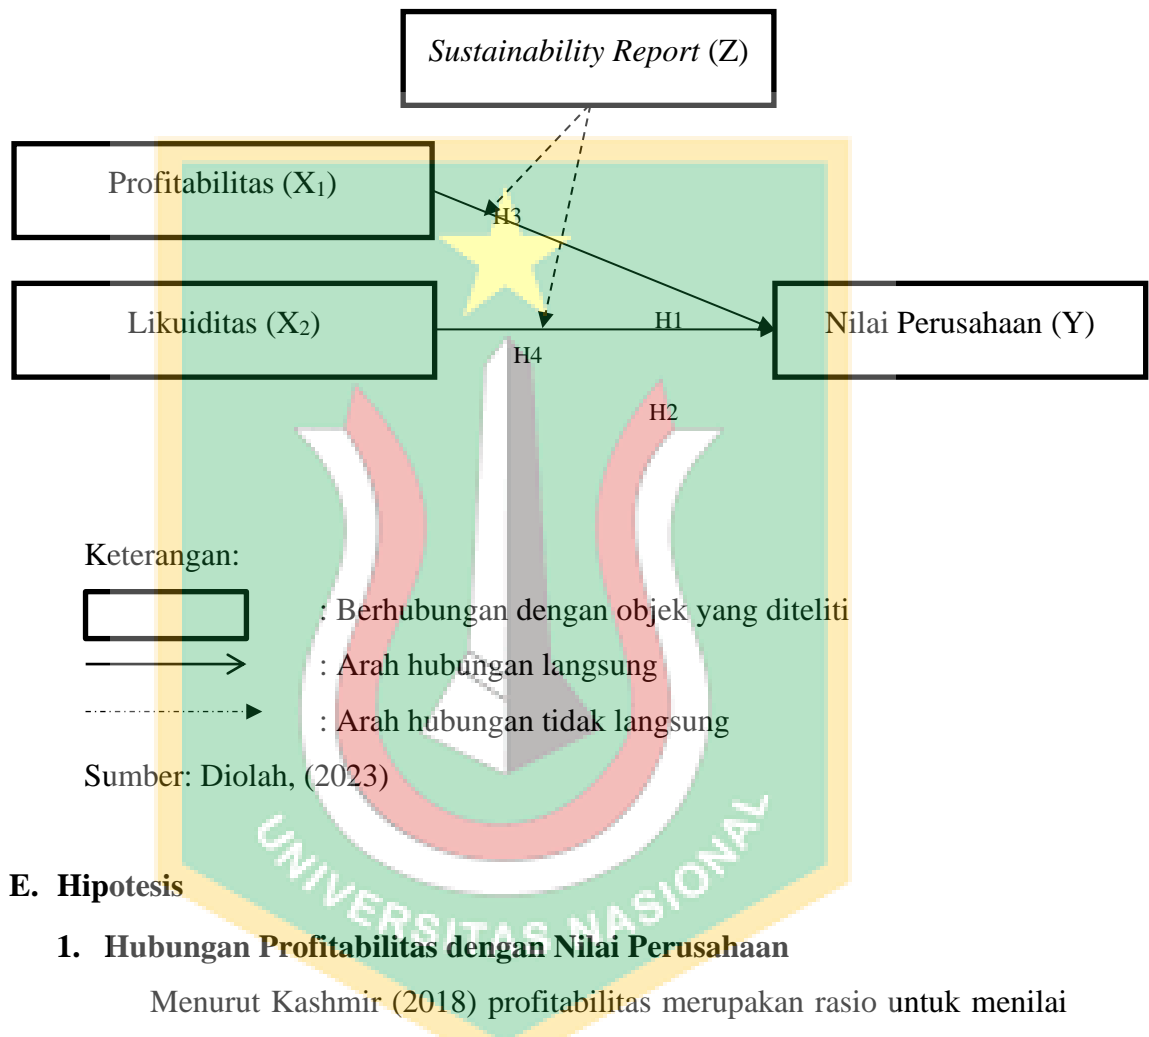 Sustainability Report (Z)
Profitabilitas (X₁)
H3
Likuiditas (X₂)
H1
Nilai Perusahaan (Y)
H4
H2
Keterangan:
: Berhubungan dengan objek yang diteliti
: Arah hubungan langsung
: Arah hubungan tidak langsung
Sumber: Diolah, (2023)
UNIVERSITAS NASIONAL
E. Hipotesis
1. Hubungan Profitabilitas dengan Nilai Perusahaan
Menurut Kashmir (2018) profitabilitas merupakan rasio untuk menilai